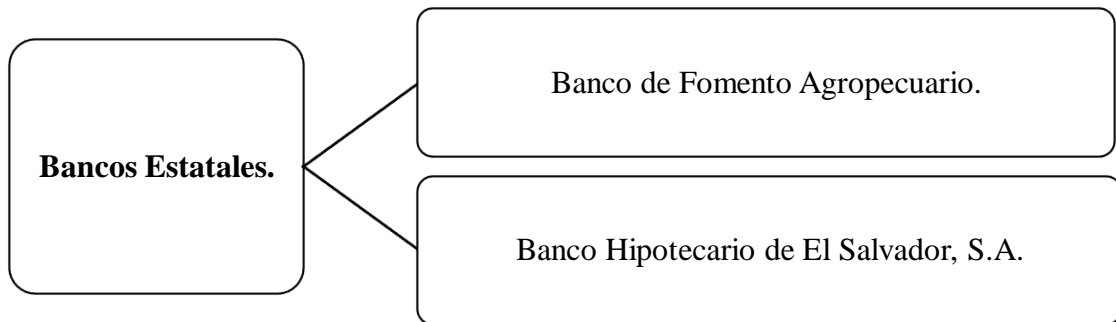 Bancos Estatales.
Banco de Fomento Agropecuario.
Banco Hipotecario de El Salvador, S.A.